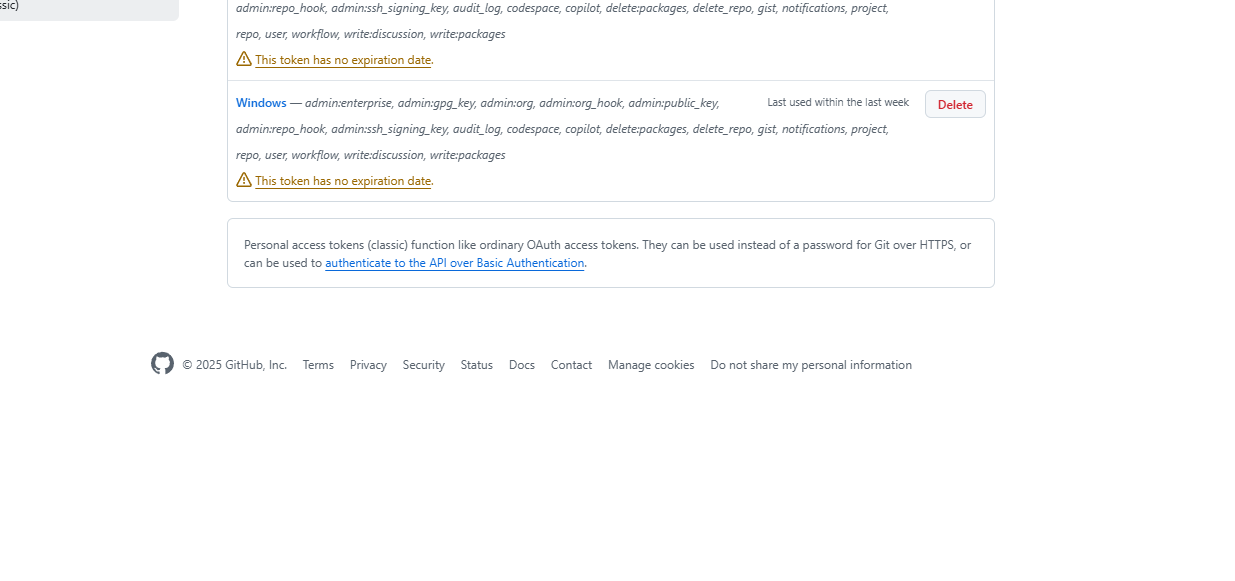 ssic)
admin:repo_hook, admin:ssh_signing_key, audit_log, codespace, copilot, delete:packages, delete_repo, gist, notifications, project,
repo, user, workflow, write:discussion, write:packages
This token has no expiration date.
Windows — admin:enterprise, admin:gpg_key, admin:org, admin:org_hook, admin:public_key, Last used within the last week Delete
admin:repo_hook, admin:ssh_signing_key, audit_log, codespace, copilot, delete:packages, delete_repo, gist, notifications, project,
repo, user, workflow, write:discussion, write:packages
This token has no expiration date.
Personal access tokens (classic) function like ordinary OAuth access tokens. They can be used instead of a password for Git over HTTPS, or
can be used to authenticate to the API over Basic Authentication.
© 2025 GitHub, Inc. Terms Privacy Security Status Docs Contact Manage cookies Do not share my personal information